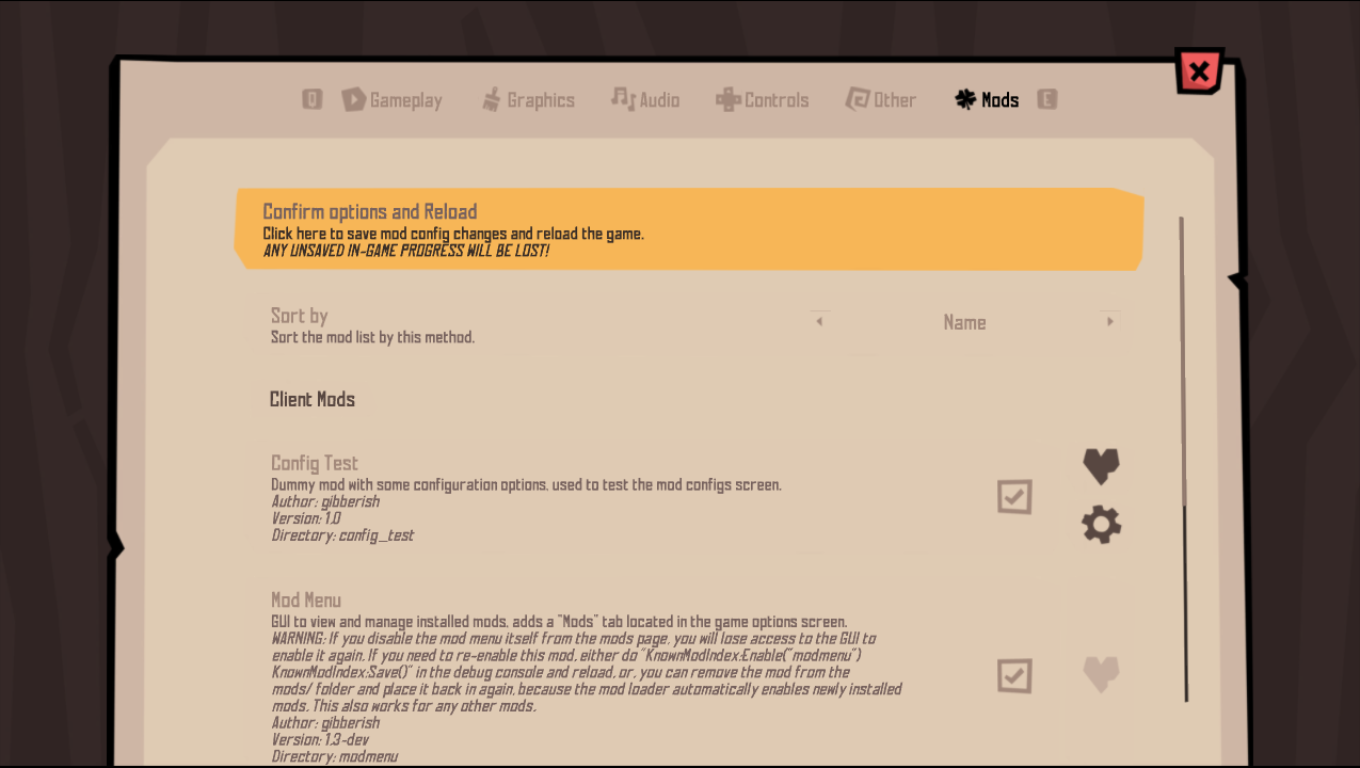 Q Gameplay Graphics Audio Controls Other Mods E
Confirm options and Reload
Click here to save mod config changes and reload the game.
ANY UNSAVED IN-GAME PROGRESS WILL BE LOST!
Sort by
Name
Sort the mod list by this method.
Client Mods
Config Test
Dummy mod with some configuration options, used to test the mod configs screen.
Author: gibberish
Version: 1.0
Directory: config_test
Mod Menu
GUI to view and manage installed mods, adds a "Mods" tab located in the game options screen.
WARNING: If you disable the mod menu itself from the mods page, you will lose access to the GUI to
enable it again. If you need to re-enable this mod, either do "KnownModIndex:Enable("modmenu")
KnownModIndex:Save()" in the debug console and reload, or, you can remove the mod from the
mods/ folder and place it back in again, because the mod loader automatically enables newly installed
mods. This also works for any other mods.
Author: gibberish
Version: 1.3-dev
Directory: modmenu